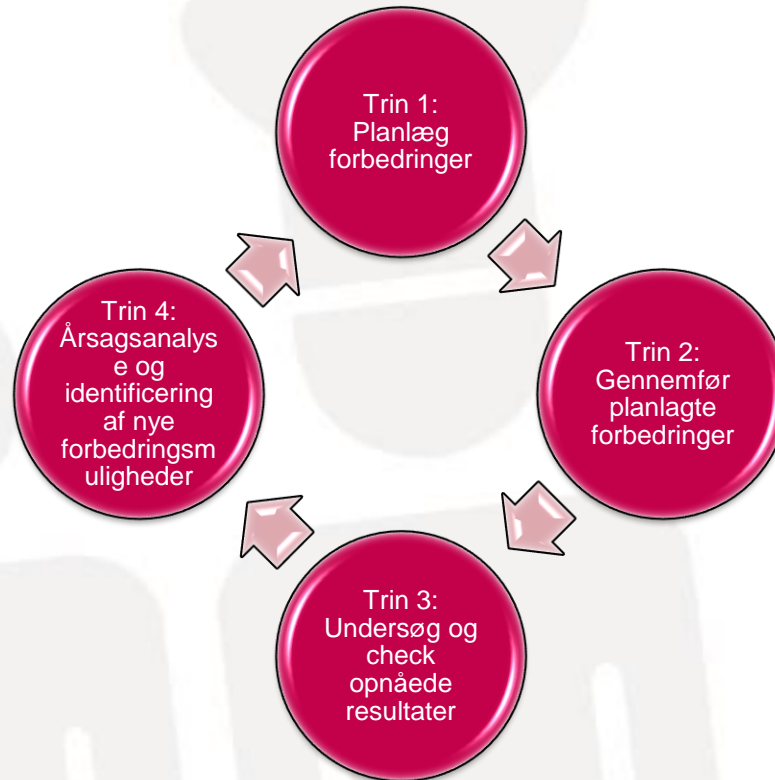 Trin 1:
Planlæg
forbedringer
Trin 2:
Gennemfør
planlagte
forbedringer
Trin 3:
Undersøg og
check
opnåede
resultater
Trin 4:
Årsagsanalys
e og
identificering
af nye
forbedringsm
uligheder